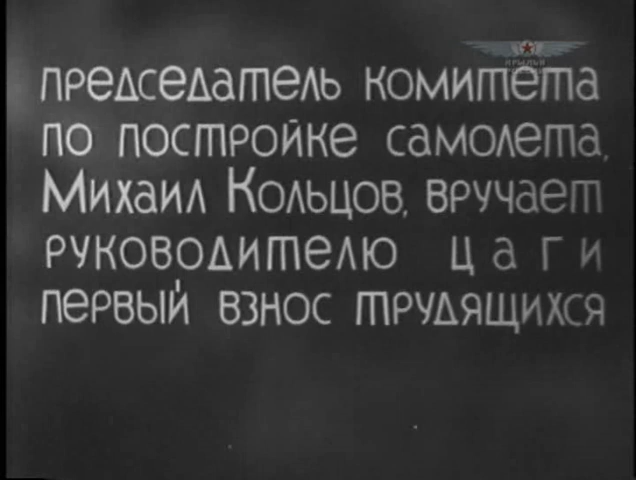 ПРЕДСЕДАТЕЛЬ КОМИТЕТА
ПО ПОСТРОЙКЕ САМОЛЕТА,
МИХАИЛ КОЛЬЦОВ, ВРУЧАЕТ
РУКОВОДИТЕЛЮ ЦАГИ
ПЕРВЫЙ ВЗНОС ТРУДЯЩИХСЯ